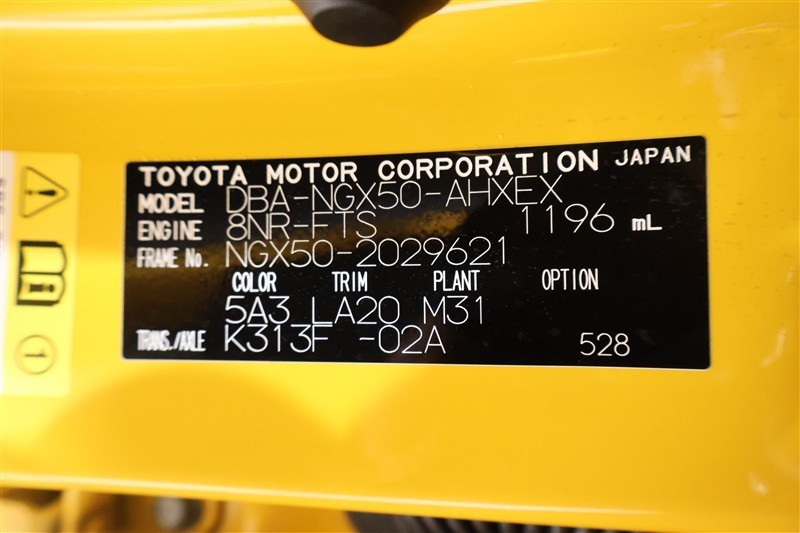 TOYOTA MOTOR CORPORATION JAPAN
MODEL DBA-NGX50-AHXEX
ENGINE 8NR-FTS 1196 mL
FRAME No. NGX50-2029621
COLOR TRIM PLANT OPTION
5A3 LA20 M31
TRANS./AXLE K313F -02A 528
1